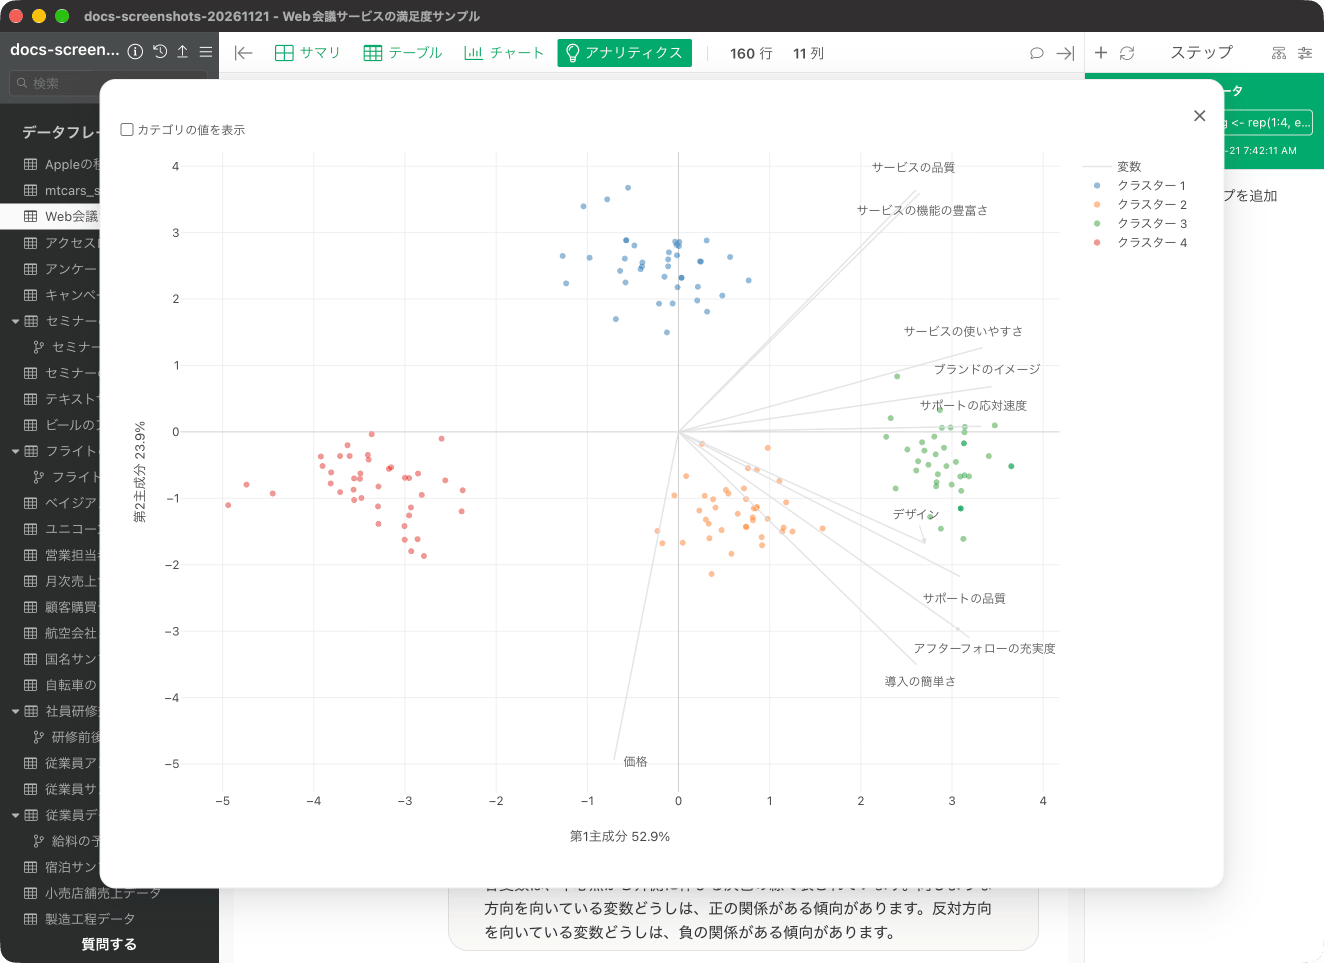 docs-screenshots-20261121 - Web会議サービスの満足度サンプル
docs-screen...
サマリ
テーブル
チャート
アナリティクス
160 行
11 列
ステップ
検索
データフレー
Appleの
mtcars_s
Web会議
アクセス
アンケー
キャンペ
セミナー
セミナー
セミナー
テキスト
ビールの
フライト
フライト
ベイジア
ユニコー
営業担当
月次売上
顧客購買
航空会社
国名サン
自転車の
社員研修
研修前後
従業員ア
従業員サ
従業員デ
給料の予
宿泊サン
小売店舗売上データ
製造工程データ
質問する
ータ
<- rep(1:4, e...
-21 7:42:11 AM
プを追加
カテゴリの値を表示
変数
クラスター 1
クラスター 2
クラスター 3
クラスター 4
サービスの品質
サービスの機能の豊富さ
サービスの使いやすさ
ブランドのイメージ
サポートの応対速度
デザイン
サポートの品質
アフターフォローの充実度
導入の簡単さ
価格
4
3
2
1
0
−1
−2
−3
−4
−5
第2主成分 23.9%
−5
−4
−3
−2
−1
0
1
2
3
4
第1主成分 52.9%
方向を向いている変数どうしは、正の関係がある傾向があります。反対方向
を向いている変数どうしは、負の関係がある傾向があります。